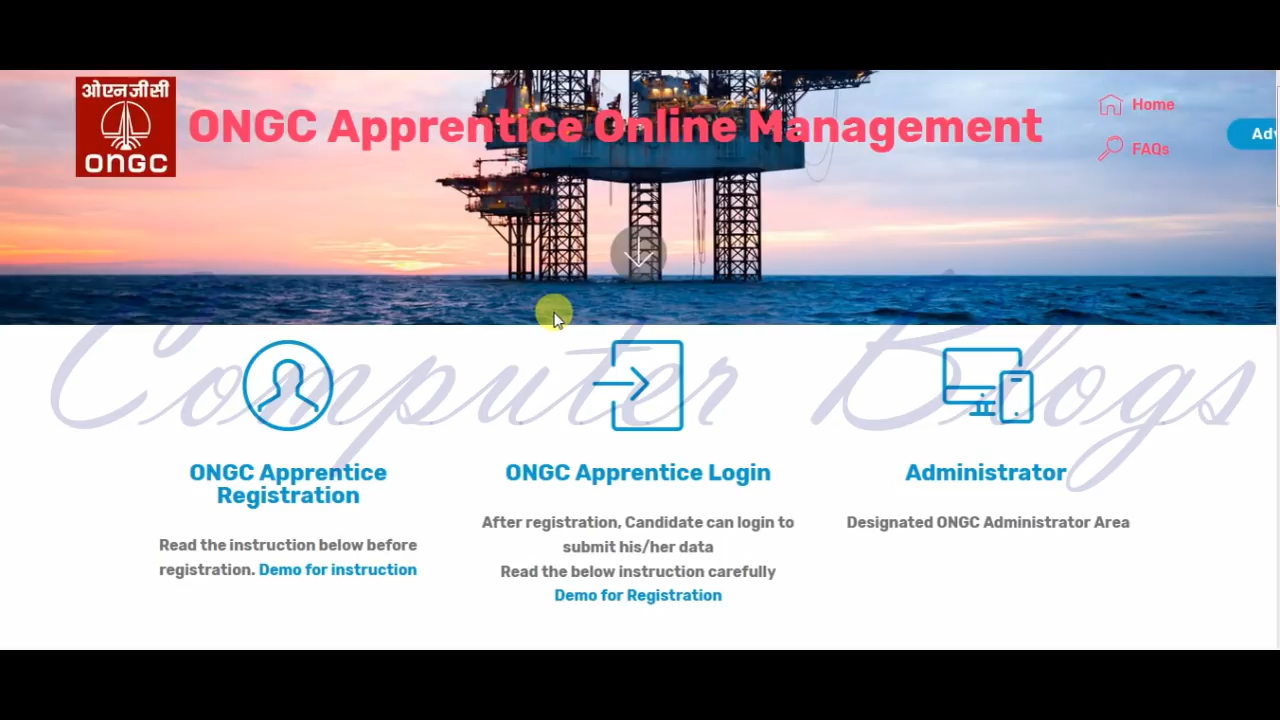 ओएनजीसी
ONGC
ONGC Apprentice Online Management
Home
FAQs
Adv
Computer Blogs
ONGC Apprentice
Registration
Read the instruction below before
registration. Demo for instruction
ONGC Apprentice Login
After registration, Candidate can login to
submit his/her data
Read the below instruction carefully
Demo for Registration
Administrator
Designated ONGC Administrator Area